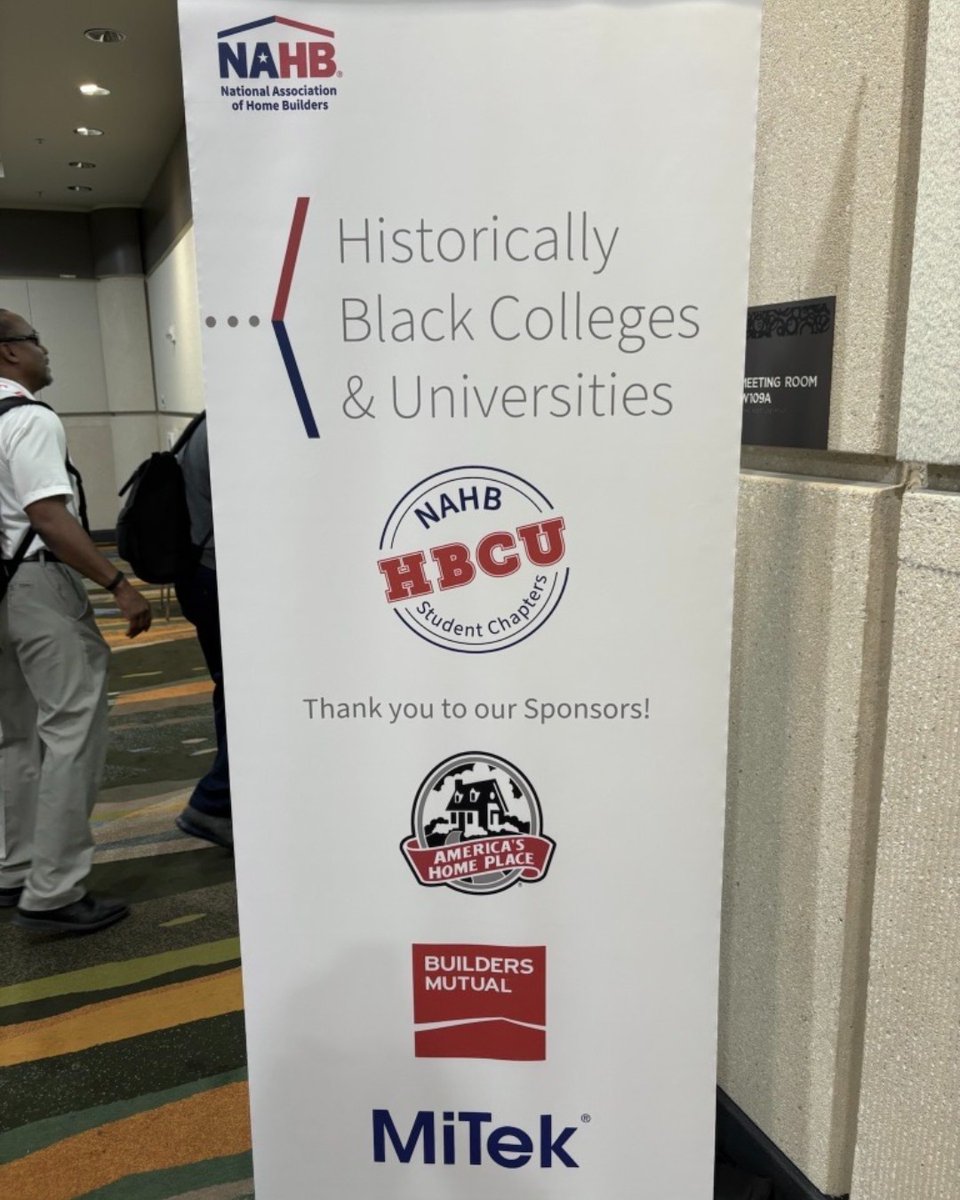 NAHB®
National Association
of Home Builders
Historically
Black Colleges
& Universities
NAHB
HBCU
Student Chapters
Thank you to our Sponsors!
AMERICA'S
HOME PLACE
BUILDERS
MUTUAL
MiTek®
MEETING ROOM
W109A